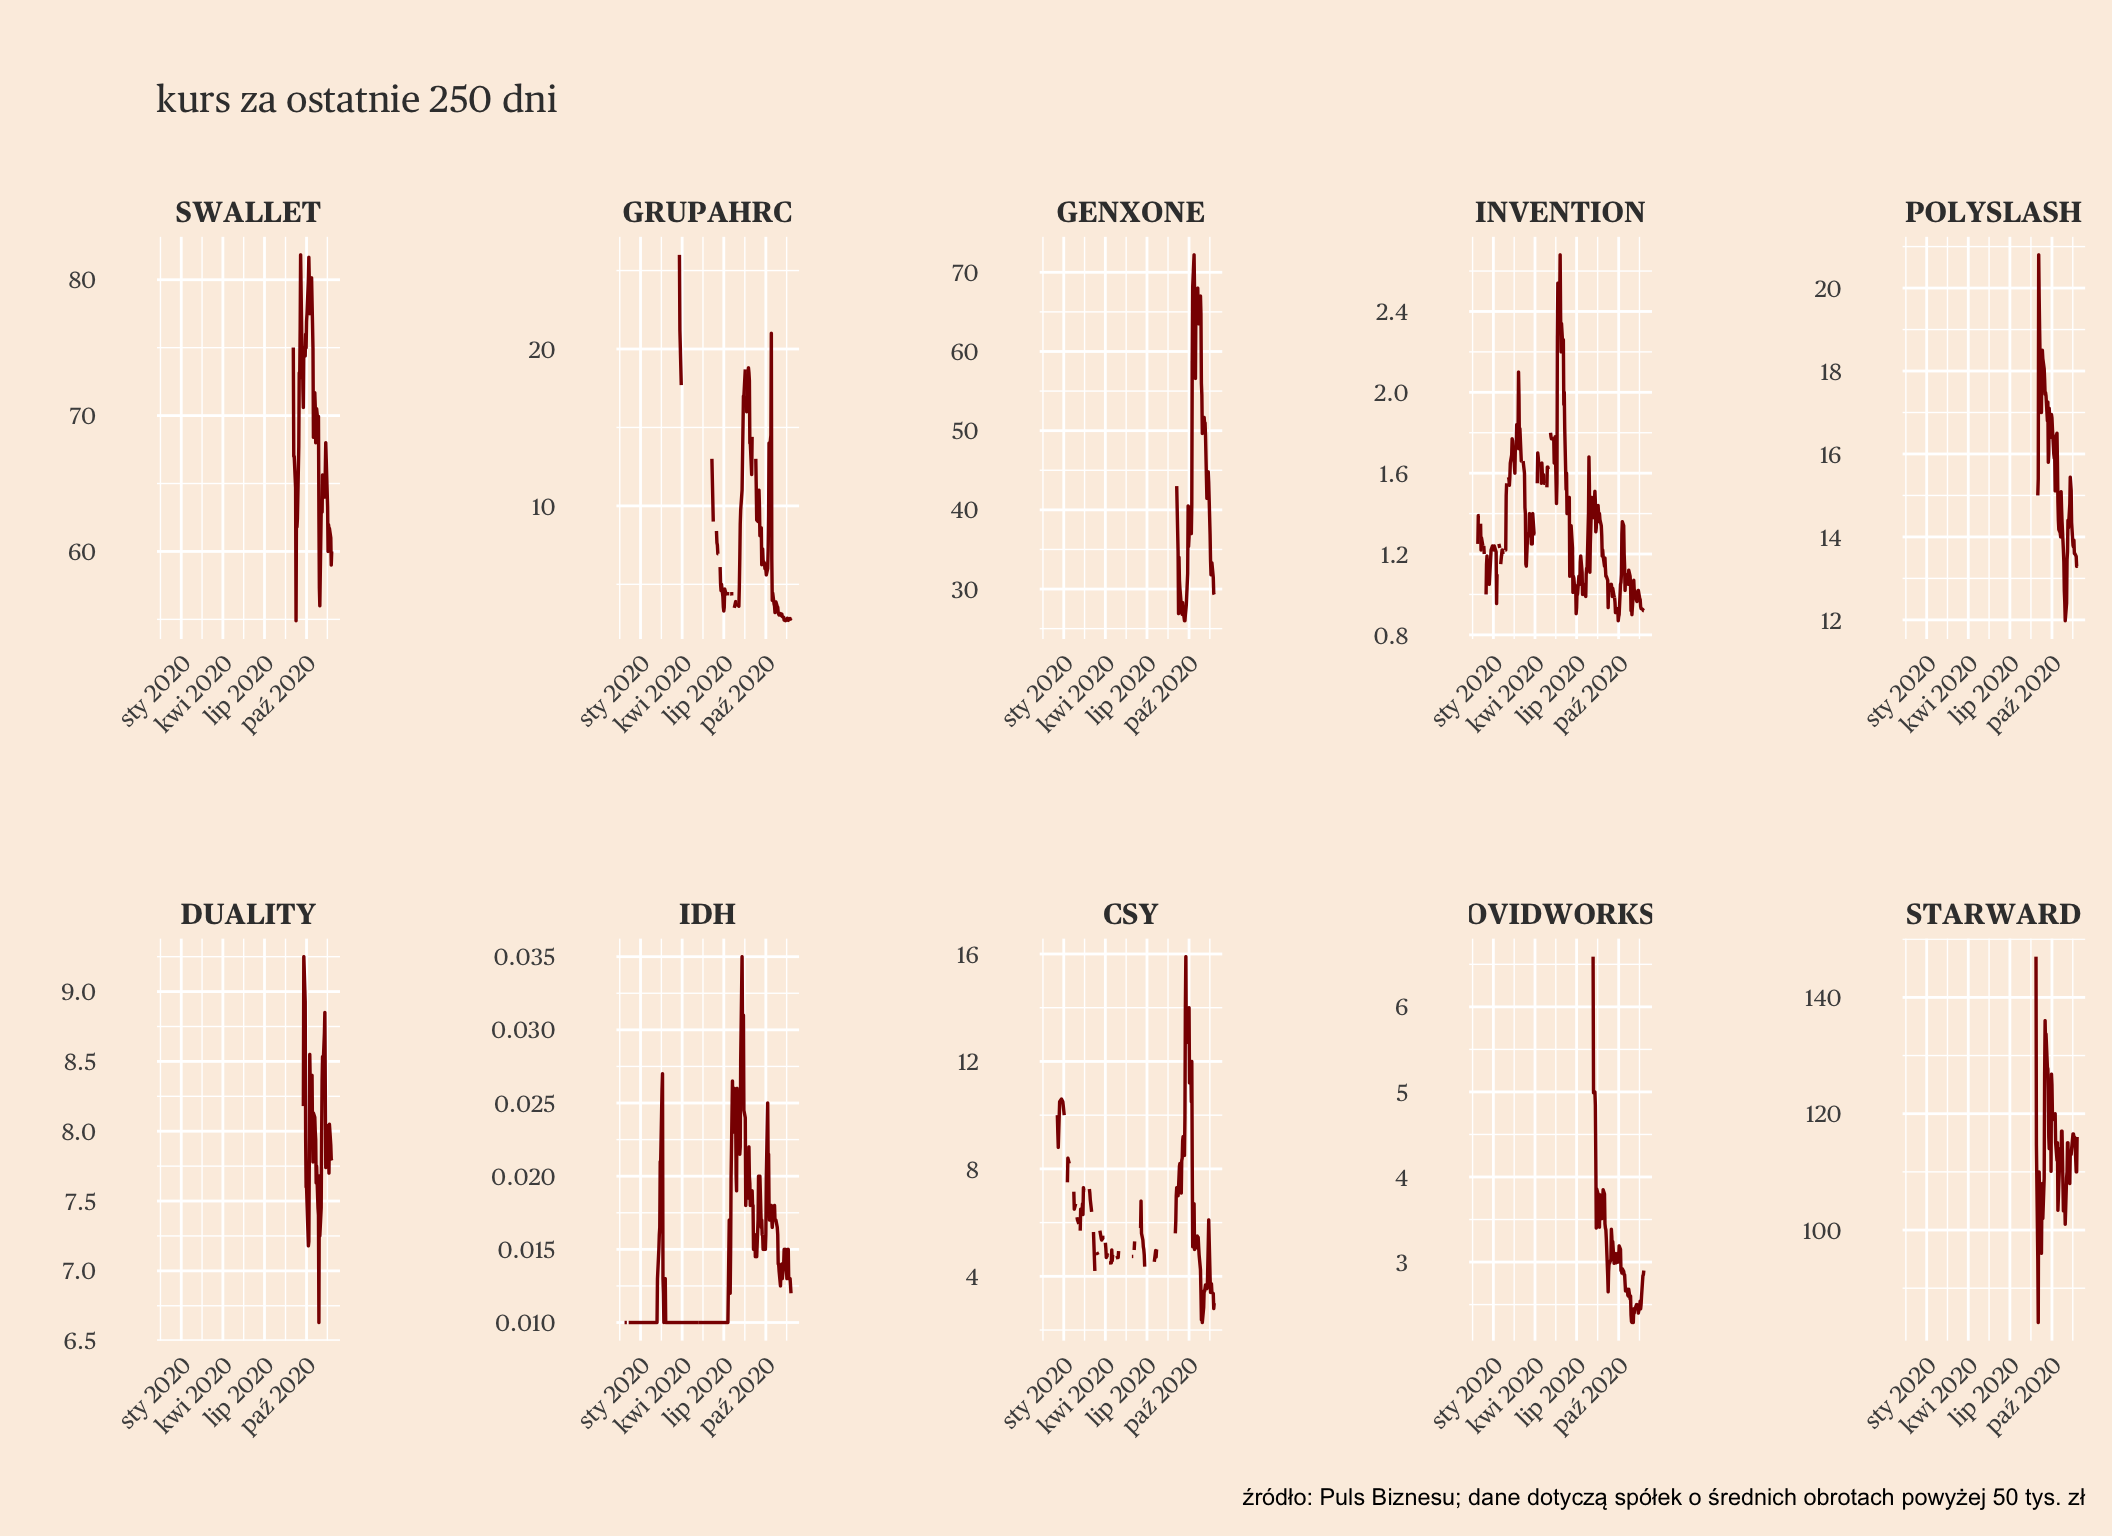 kurs za ostatnie 250 dni
SWALLET
GRUPAHRC
GENXONE
INVENTION
POLYSLASH
80
70
60
20
10
70
60
50
40
30
2.4
2.0
1.6
1.2
0.8
20
18
16
14
12
sty 2020
kwi 2020
lip 2020
paź 2020
sty 2020
kwi 2020
lip 2020
paź 2020
sty 2020
kwi 2020
lip 2020
paź 2020
sty 2020
kwi 2020
lip 2020
paź 2020
sty 2020
kwi 2020
lip 2020
paź 2020
DUALITY
IDH
CSY
OVIDWORKS
STARWARD
9.0
8.5
8.0
7.5
7.0
6.5
0.035
0.030
0.025
0.020
0.015
0.010
16
12
8
4
6
5
4
3
140
120
100
sty 2020
kwi 2020
lip 2020
paź 2020
sty 2020
kwi 2020
lip 2020
paź 2020
sty 2020
kwi 2020
lip 2020
paź 2020
sty 2020
kwi 2020
lip 2020
paź 2020
sty 2020
kwi 2020
lip 2020
paź 2020
źródło: Puls Biznesu; dane dotyczą spółek o średnich obrotach powyżej 50 tys. zł